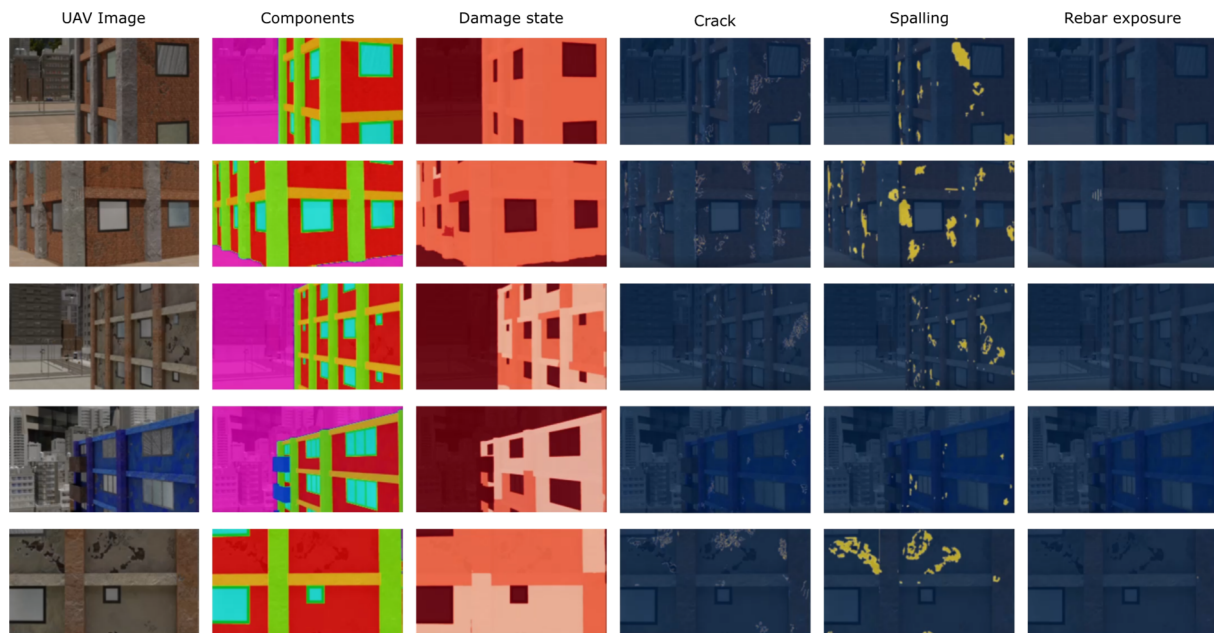 UAV Image
Components
Damage state
Crack
Spalling
Rebar exposure